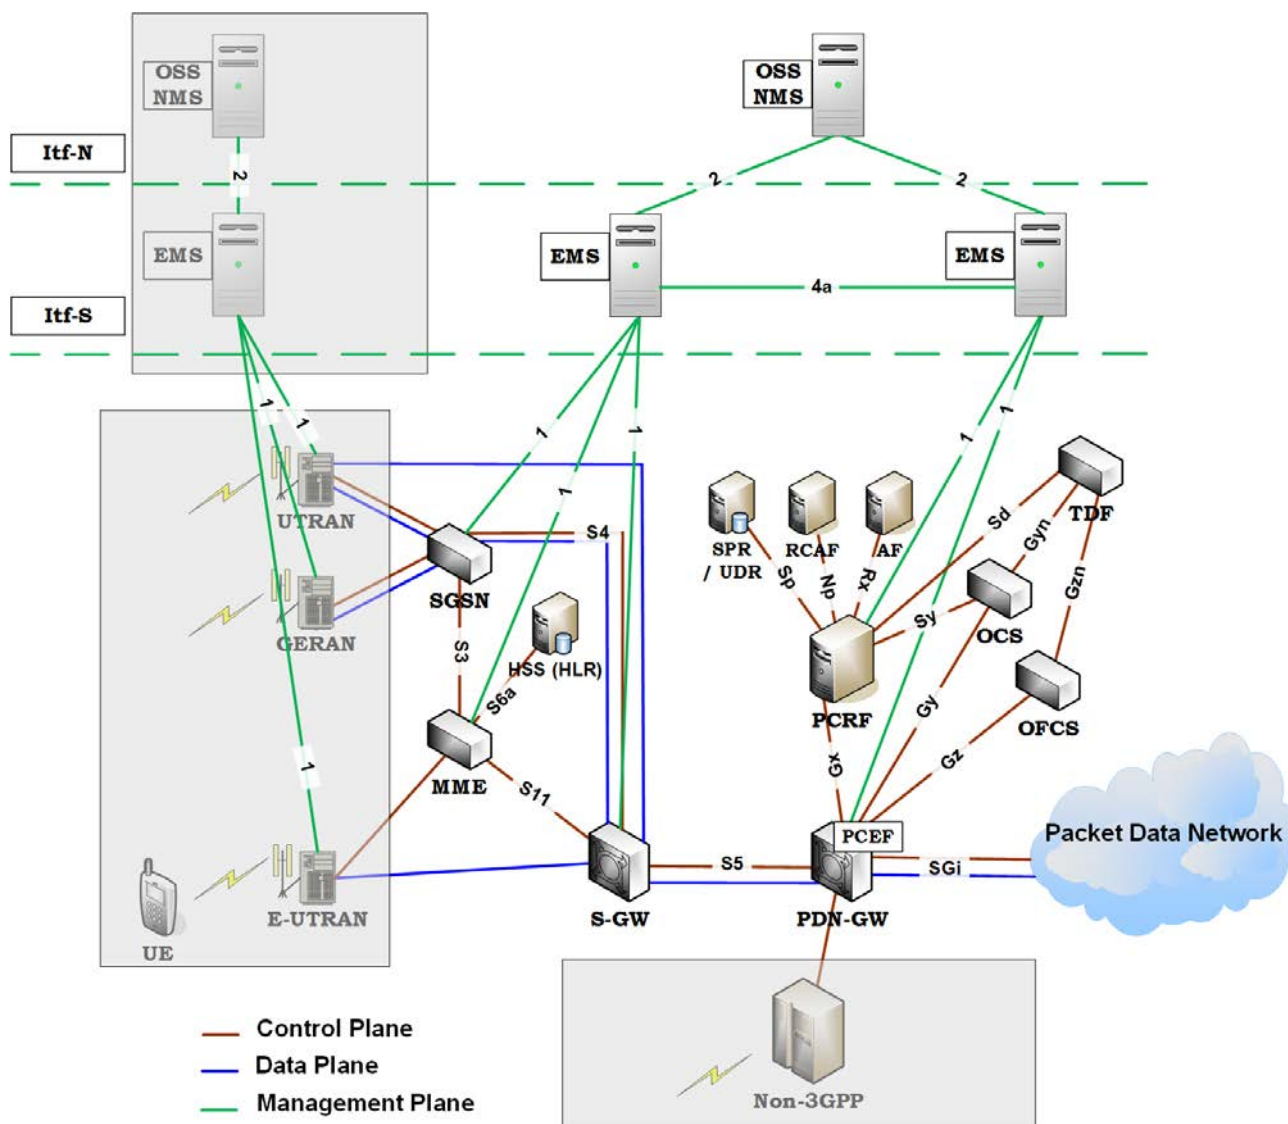 OSS
NMS
OSS
NMS
Itf-N
2
2
2
EMS
EMS
EMS
4a
Itf-S
1
1
1
1
1
1
1
1
UTRAN
S4
SGSN
GERAN
S3
HSS (HLR)
S6a
MME
S11
1
SPR
/ UDR
RCAF
AF
TDF
Sd
Gyn
Sp
Np
Rx
Gzn
Sy
OCS
PCRF
Gy
OFCS
Gx
Gz
PCEF
Packet Data Network
S5
SGi
E-UTRAN
S-GW
PDN-GW
UE
Control Plane
Data Plane
Management Plane
Non-3GPP